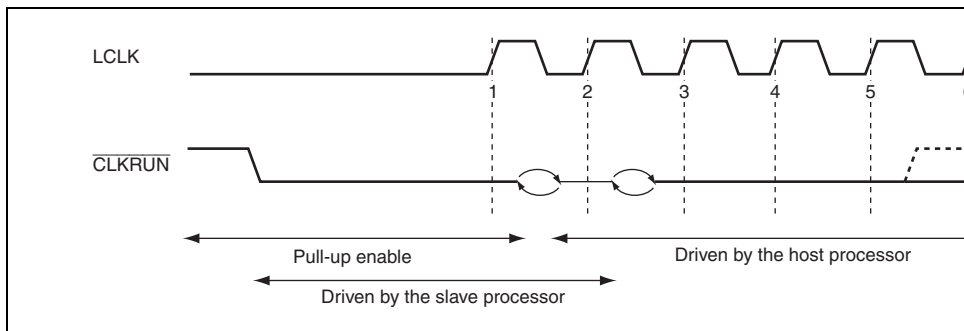 LCLK
1 2 3 4 5
CLKRUN
Pull-up enable
Driven by the host processor
Driven by the slave processor